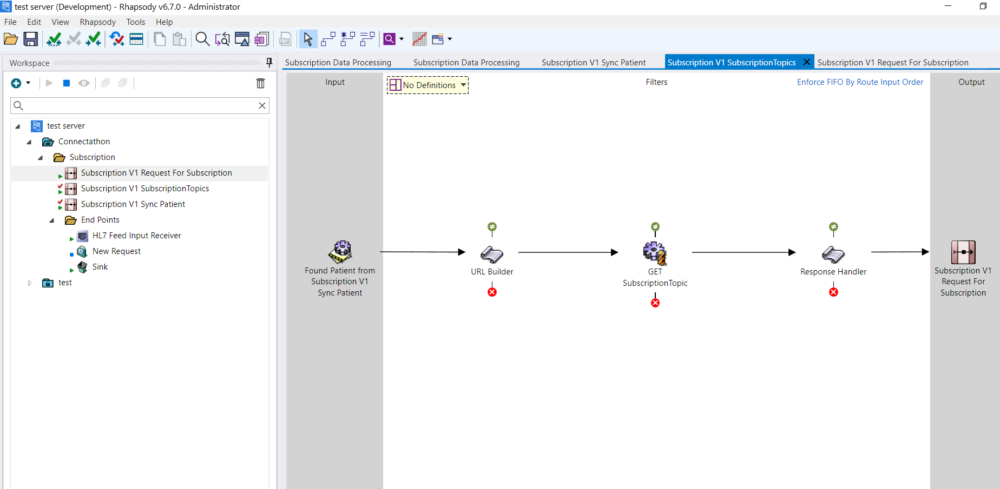 test server (Development) - Rhapsody v6.7.0 - Administrator
File Edit View Rhapsody Tools Help
PDF
Workspace
Subscription Data Processing Subscription Data Processing Subscription V1 Sync Patient Subscription V1 SubscriptionTopics Subscription V1 Request For Subscription
Input No Definitions Filters Enforce FIFO By Route Input Order Output
test server
Connectathon
Subscription
Subscription V1 Request For Subscription
Subscription V1 SubscriptionTopics
Subscription V1 Sync Patient
End Points
HL7 Feed Input Receiver
New Request
Sink
test
Found Patient from
Subscription V1
Sync Patient
URL Builder
GET
SubscriptionTopic
Response Handler
Subscription V1
Request For
Subscription